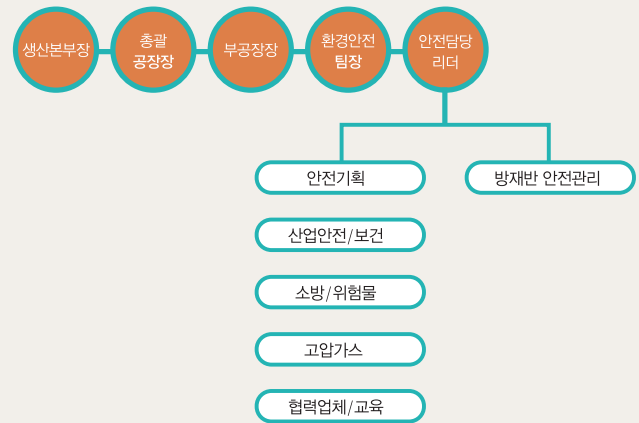 생산본부장
총괄
공장장
부공장장
환경안전
팀장
안전담당
리더
안전기획
방재반 안전관리
산업안전/보건
소방/위험물
고압가스
협력업체/교육